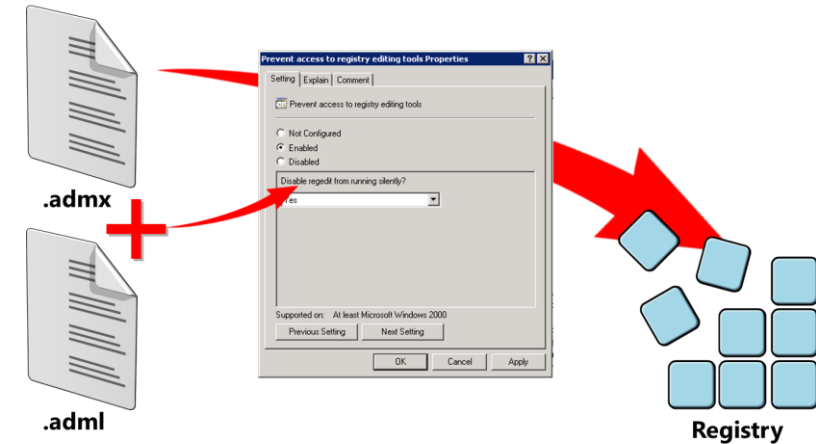 .admx
.adml
Prevent access to registry editing tools Properties
Setting Explain Comment
Prevent access to registry editing tools
Not Configured
Enabled
Disabled
Disable regedit from running silently?
Yes
Supported on: At least Microsoft Windows 2000
Previous Setting Next Setting
OK Cancel Apply
Registry